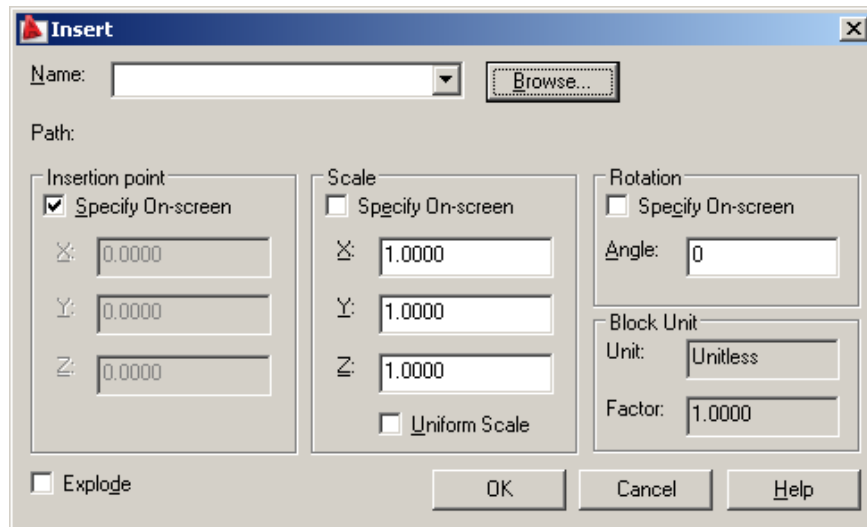 Insert
Name: Browse...
Path:
Insertion point
Specify On-screen
X: 0.0000
Y: 0.0000
Z: 0.0000
Scale
Specify On-screen
X: 1.0000
Y: 1.0000
Z: 1.0000
Uniform Scale
Rotation
Specify On-screen
Angle: 0
Block Unit
Unit: Unitless
Factor: 1.0000
Explode
OK Cancel Help